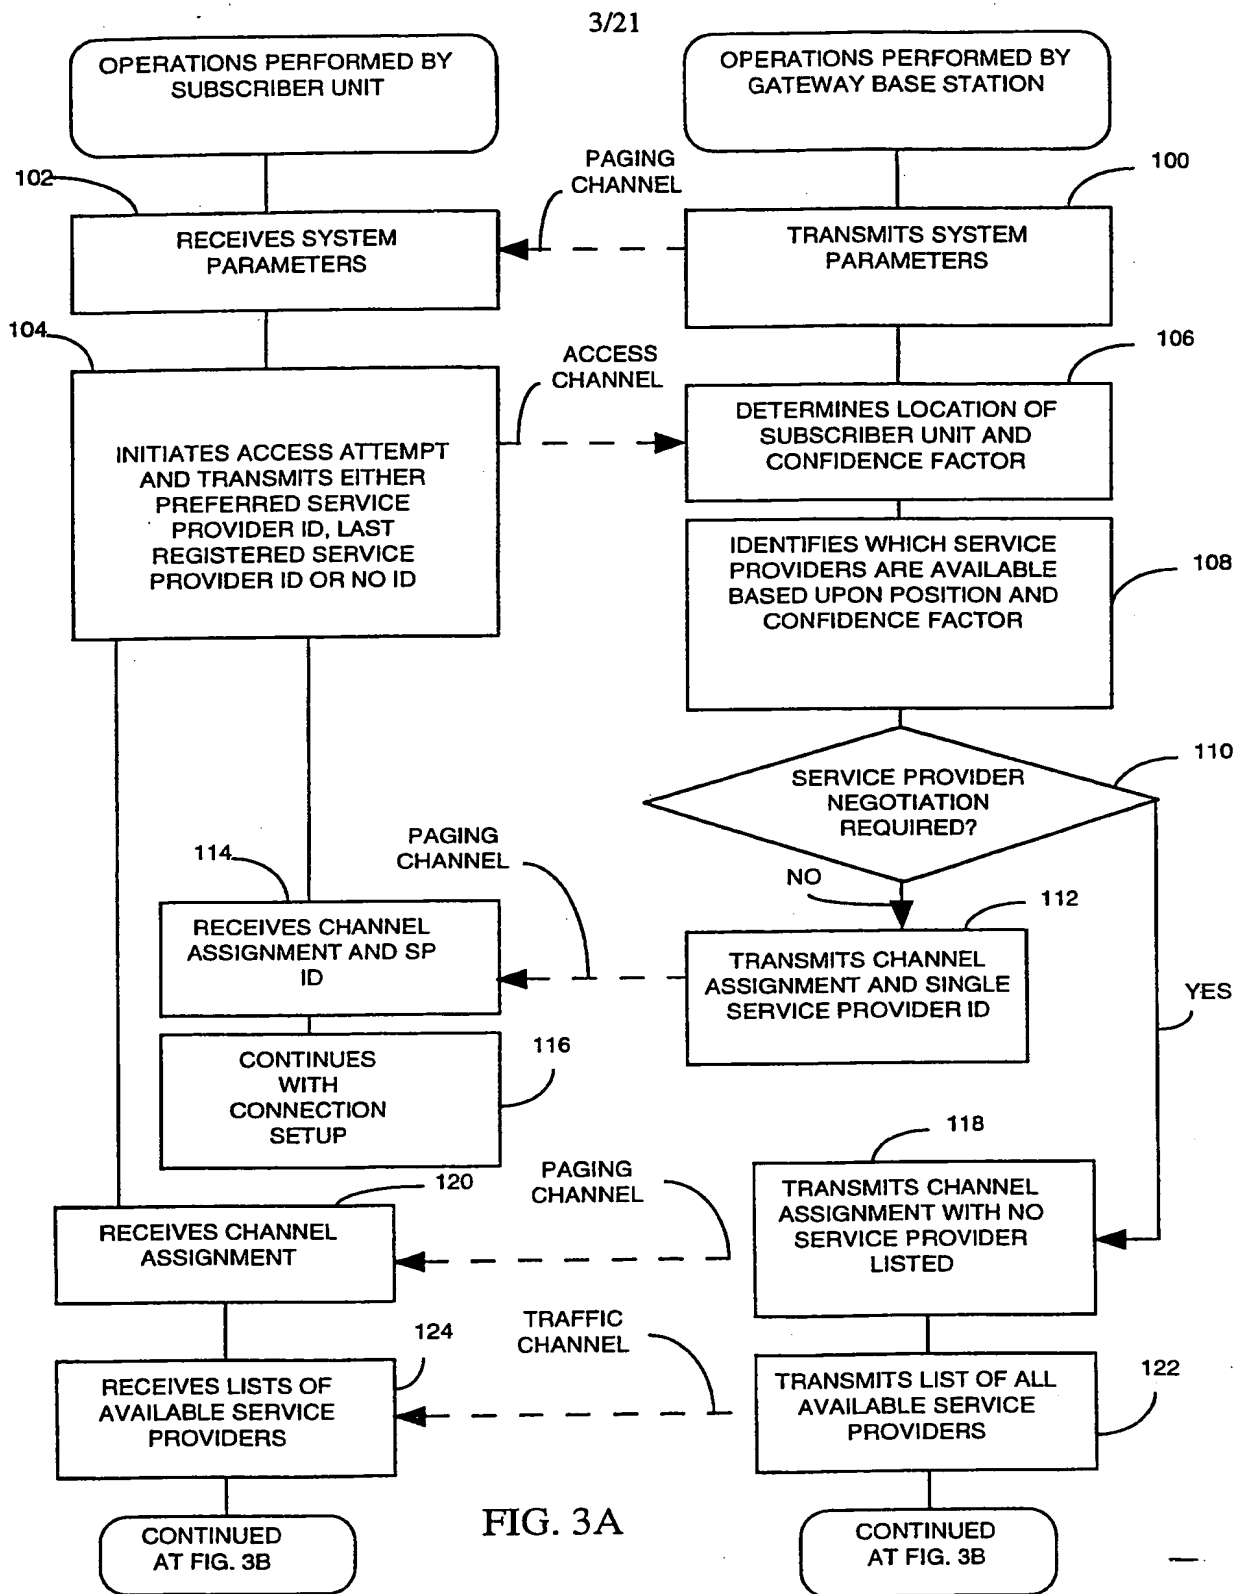 3/21
OPERATIONS PERFORMED BY
SUBSCRIBER UNIT
OPERATIONS PERFORMED BY
GATEWAY BASE STATION
102
PAGING
CHANNEL
100
RECEIVES SYSTEM
PARAMETERS
TRANSMITS SYSTEM
PARAMETERS
104
ACCESS
CHANNEL
106
INITIATES ACCESS ATTEMPT
AND TRANSMITS EITHER
PREFERRED SERVICE
PROVIDER ID, LAST
REGISTERED SERVICE
PROVIDER ID OR NO ID
DETERMINES LOCATION OF
SUBSCRIBER UNIT AND
CONFIDENCE FACTOR
IDENTIFIES WHICH SERVICE
PROVIDERS ARE AVAILABLE
BASED UPON POSITION AND
CONFIDENCE FACTOR
108
SERVICE PROVIDER
NEGOTIATION
REQUIRED?
110
NO
YES
114
PAGING
CHANNEL
112
RECEIVES CHANNEL
ASSIGNMENT AND SP
ID
TRANSMITS CHANNEL
ASSIGNMENT AND SINGLE
SERVICE PROVIDER ID
CONTINUES
WITH
CONNECTION
SETUP
116
118
120
PAGING
CHANNEL
RECEIVES CHANNEL
ASSIGNMENT
TRANSMITS CHANNEL
ASSIGNMENT WITH NO
SERVICE PROVIDER
LISTED
124
TRAFFIC
CHANNEL
122
RECEIVES LISTS OF
AVAILABLE SERVICE
PROVIDERS
TRANSMITS LIST OF ALL
AVAILABLE SERVICE
PROVIDERS
CONTINUED
AT FIG. 3B
FIG. 3A
CONTINUED
AT FIG. 3B